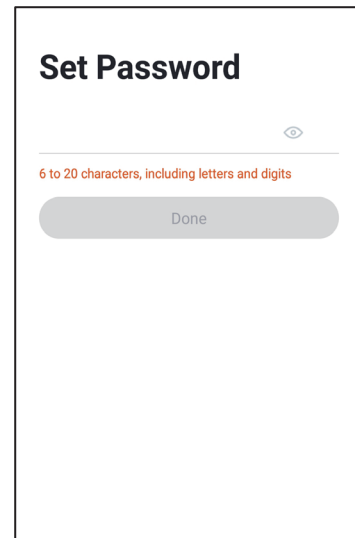 Set Password
6 to 20 characters, including letters and digits
Done